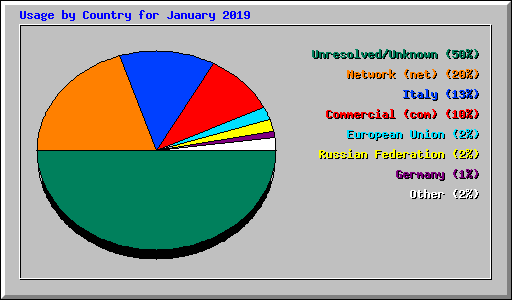 Usage by Country for January 2019
Unresolved/Unknown (50%)
Network (net) (20%)
Italy (13%)
Commercial (com) (10%)
European Union (2%)
Russian Federation (2%)
Germany (1%)
Other (2%)